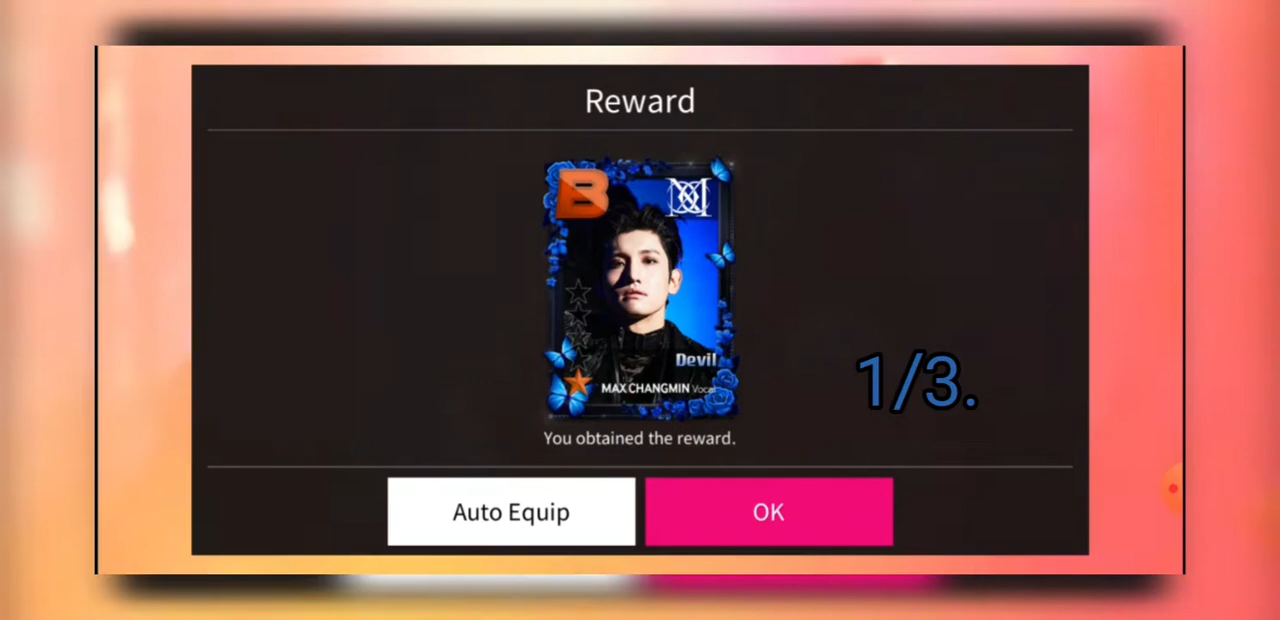 Reward
B
Devil
MAX CHANGMIN Vocal
1/3.
You obtained the reward.
Auto Equip
OK